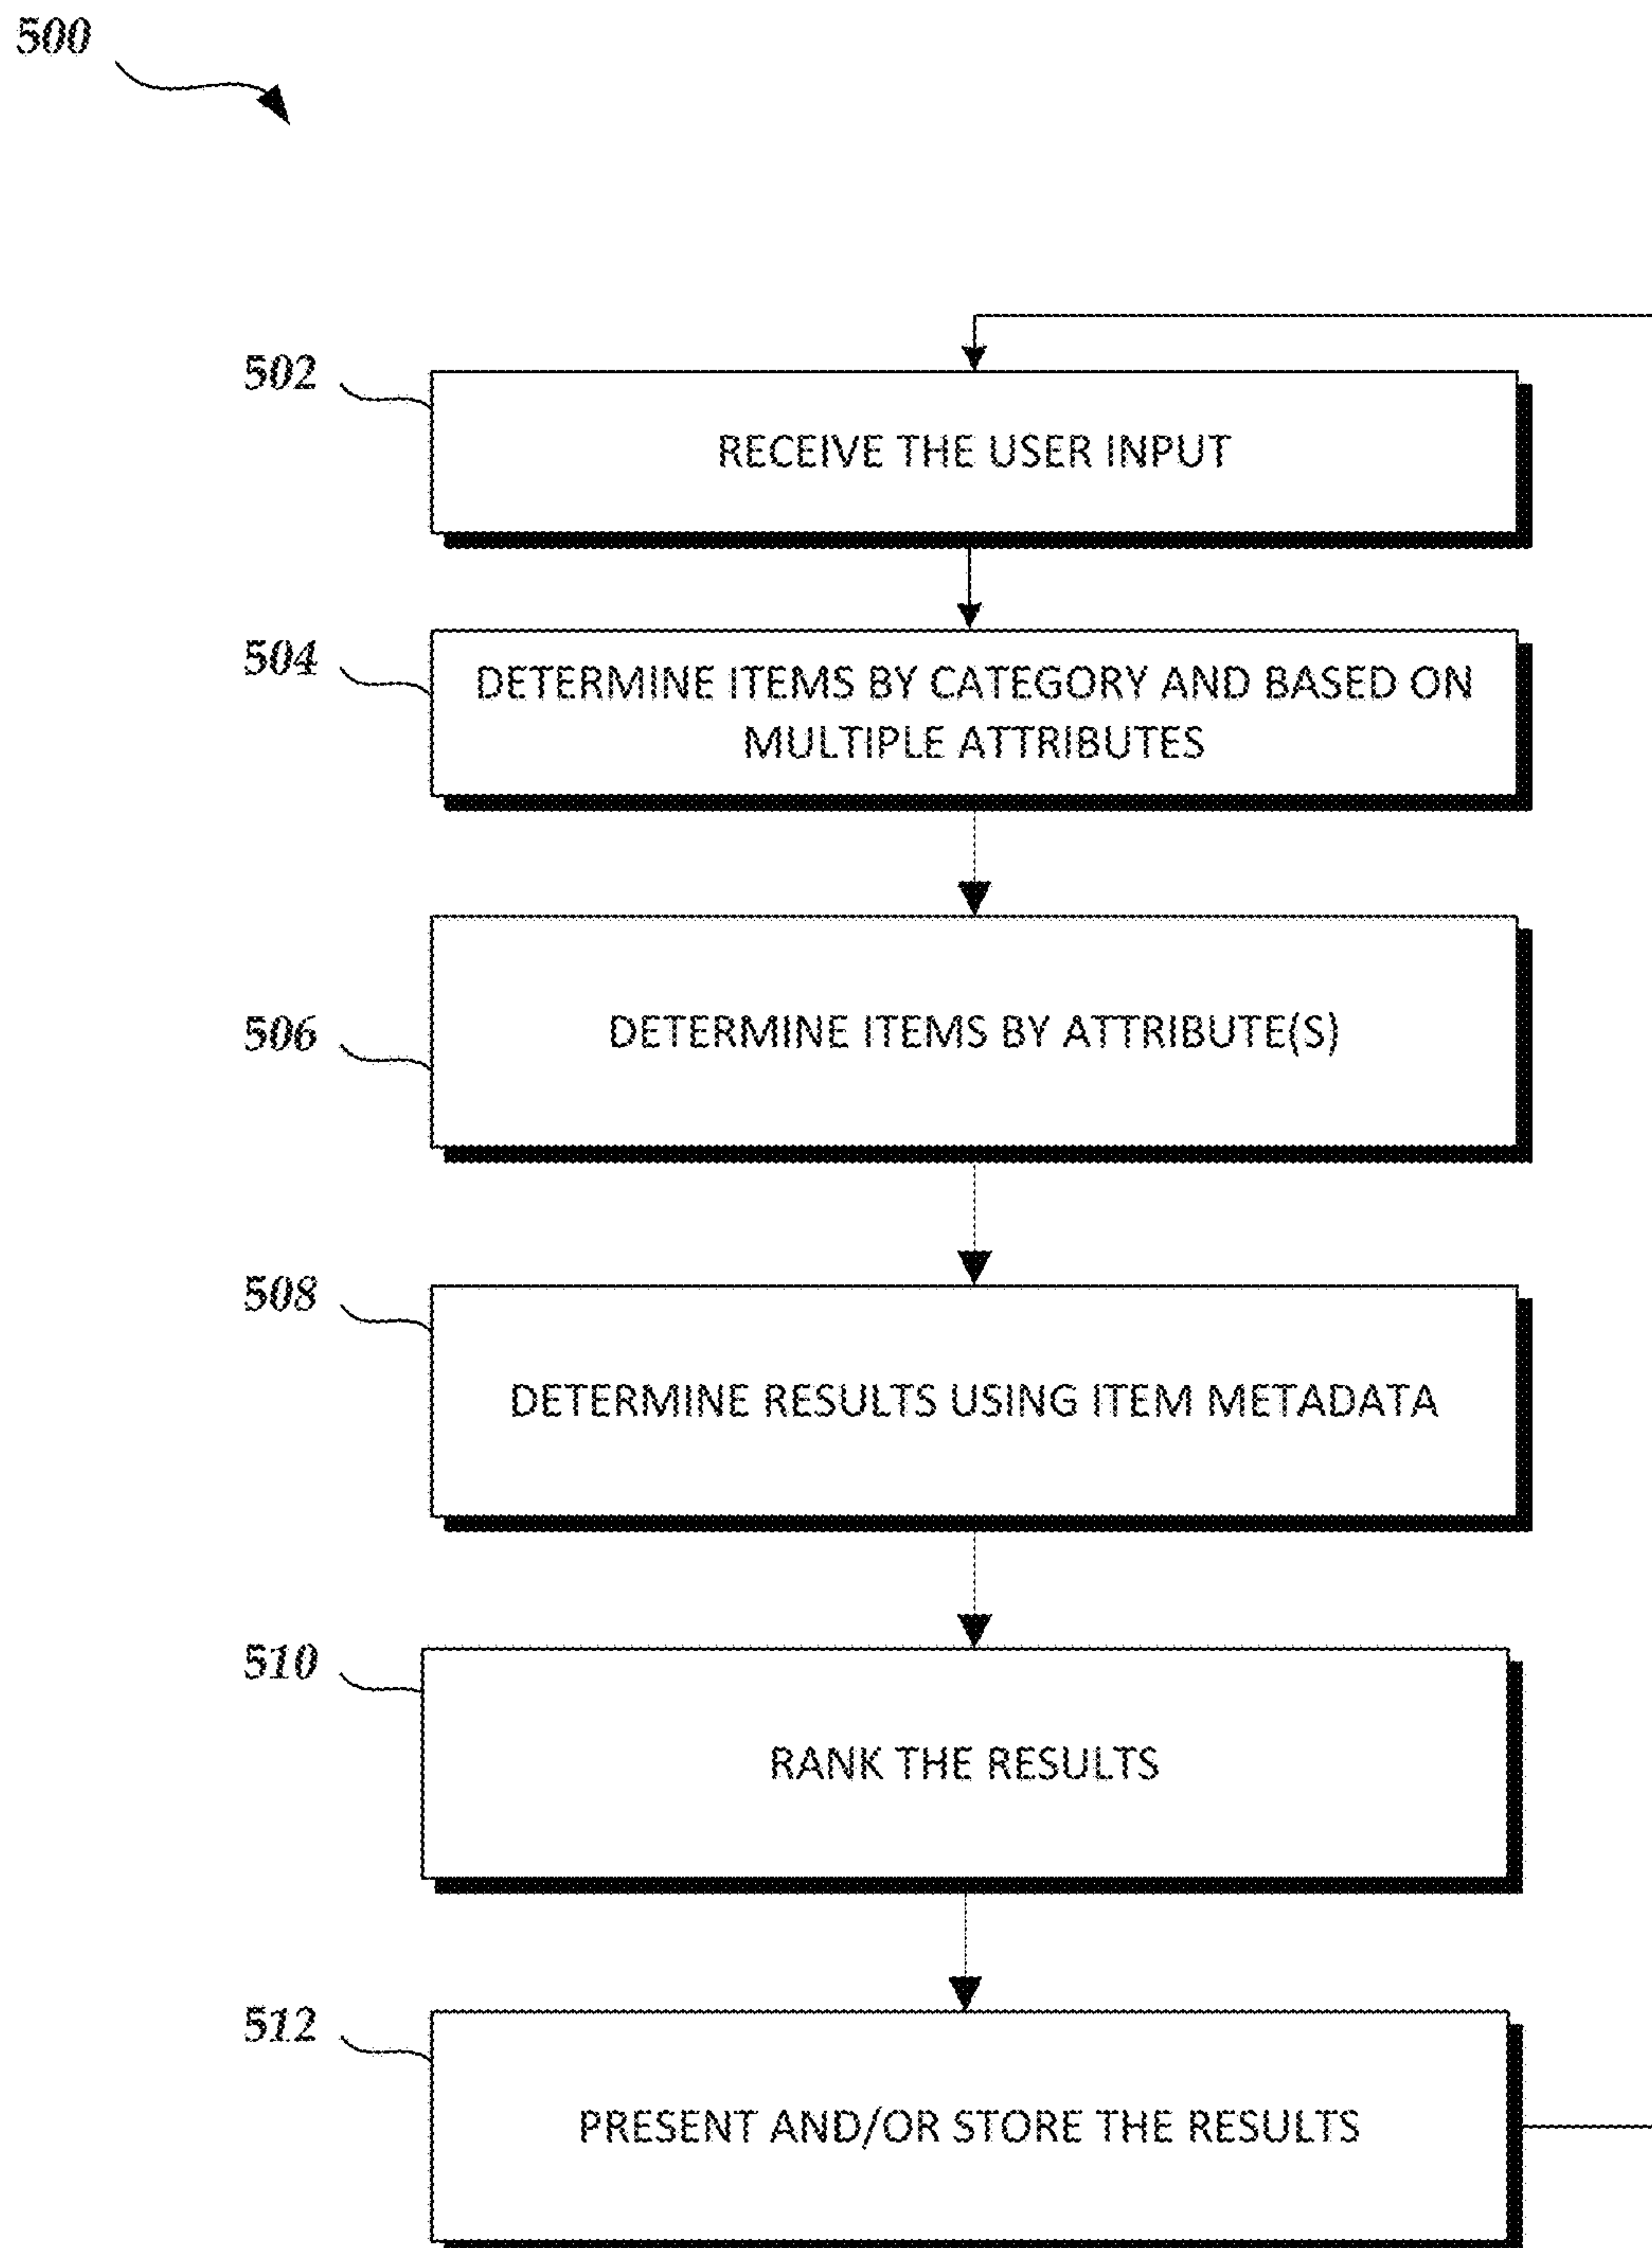 500
502
RECEIVE THE USER INPUT
504
DETERMINE ITEMS BY CATEGORY AND BASED ON
MULTIPLE ATTRIBUTES
506
DETERMINE ITEMS BY ATTRIBUTE(S)
508
DETERMINE RESULTS USING ITEM METADATA
510
RANK THE RESULTS
512
PRESENT AND/OR STORE THE RESULTS